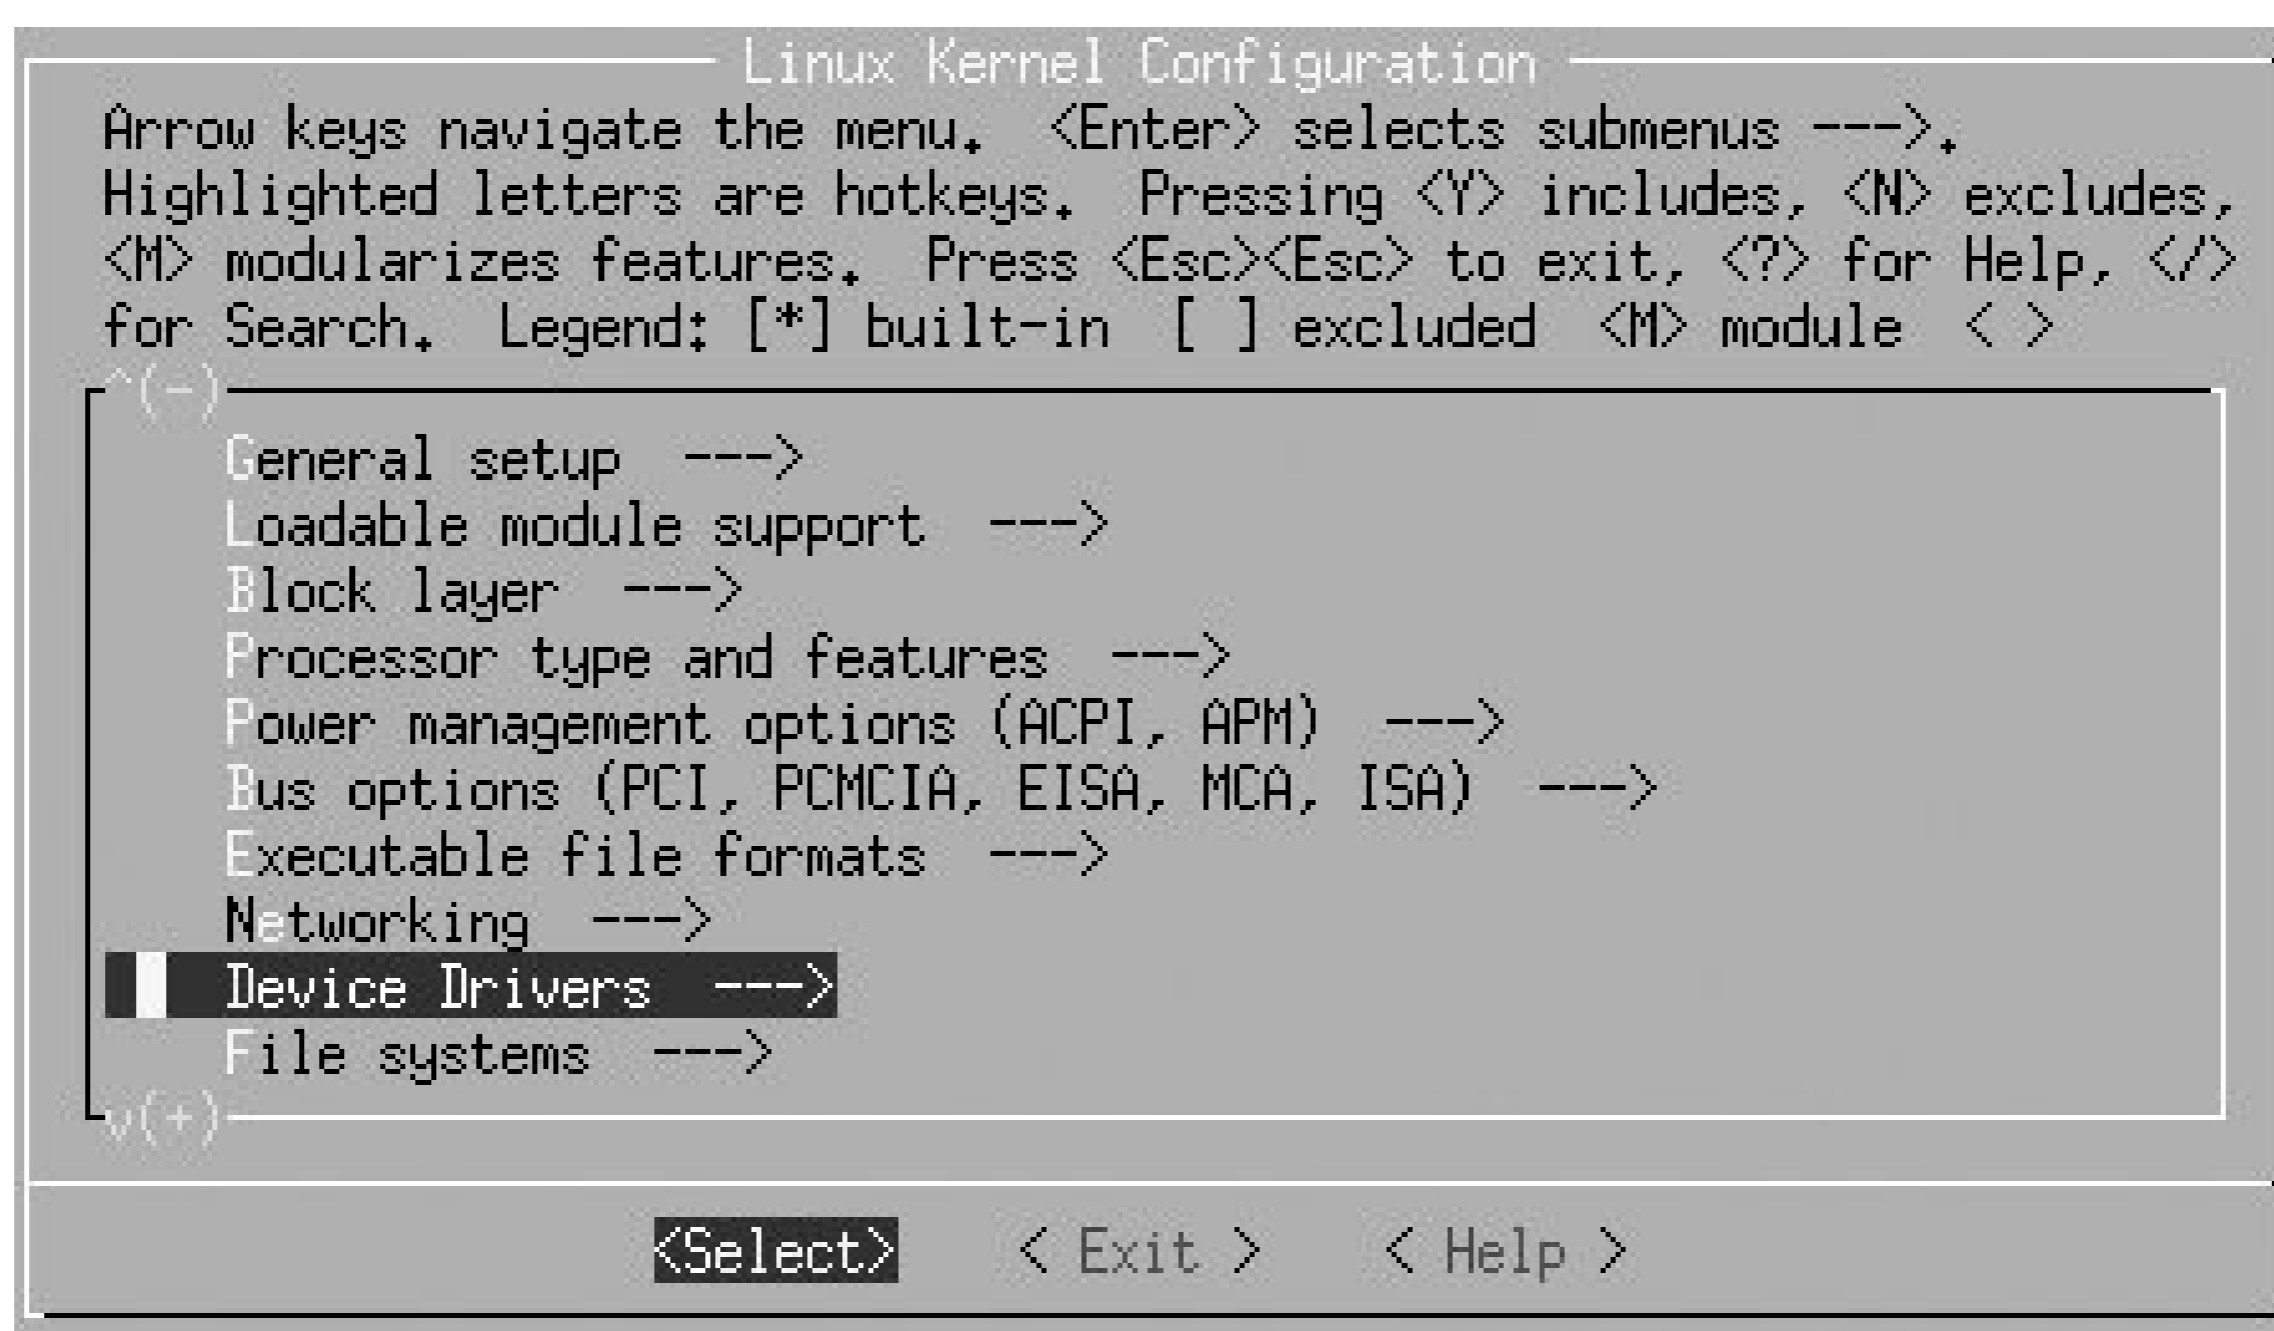 Linux Kernel Configuration
Arrow keys navigate the menu.  <Enter> selects submenus --->.
Highlighted letters are hotkeys.  Pressing <Y> includes, <N> excludes,
<M> modularizes features.  Press <Esc><Esc> to exit, <?> for Help, </>
for Search.  Legend: [*] built-in  [ ] excluded  <M> module  < >
^(-)
General setup  --->
Loadable module support  --->
Block layer  --->
Processor type and features  --->
Power management options (ACPI, APM)  --->
Bus options (PCI, PCMCIA, EISA, MCA, ISA)  --->
Executable file formats  --->
Networking  --->
Device Drivers  --->
File systems  --->
v(+)
<Select>    < Exit >    < Help >